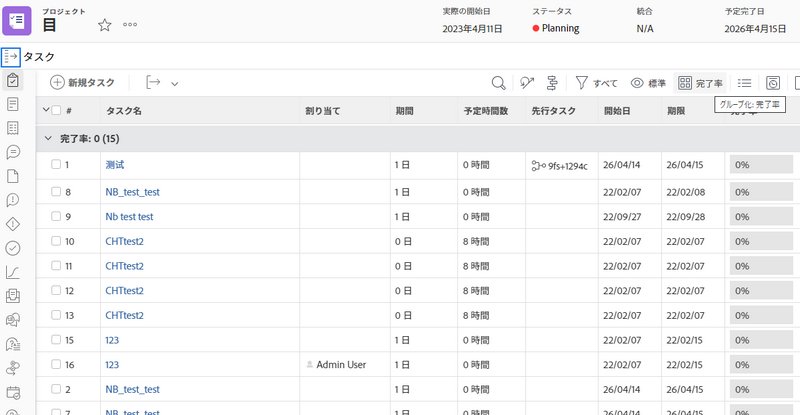 プロジェクト
目
実際の開始日 ステータス 統合 予定完了日
2023年4月11日 Planning N/A 2026年4月15日
タスク
新規タスク すべて 標準 完了率
グループ化: 完了率
# タスク名 割り当て 期間 予定時間数 先行タスク 開始日 期限
完了率: 0 (15)
1 测试 1 日 0 時間 9fs+1294c 26/04/14 26/04/15 0%
8 NB_test_test 1 日 0 時間 22/02/07 22/02/08 0%
9 Nb test test 1 日 0 時間 22/09/27 22/09/28 0%
10 CHTtest2 0 日 8 時間 22/02/07 22/02/07 0%
11 CHTtest2 0 日 8 時間 22/02/07 22/02/07 0%
12 CHTtest2 0 日 8 時間 22/02/07 22/02/07 0%
13 CHTtest2 0 日 8 時間 22/02/07 22/02/07 0%
15 123 1 日 0 時間 22/02/07 22/02/15 0%
16 123 Admin User 1 日 0 時間 22/02/07 22/02/15 0%
2 NB_test_test 1 日 0 時間 26/04/14 26/04/15 0%
7 NB_test_test 1 日 0 時間 26/04/14 26/04/15 0%